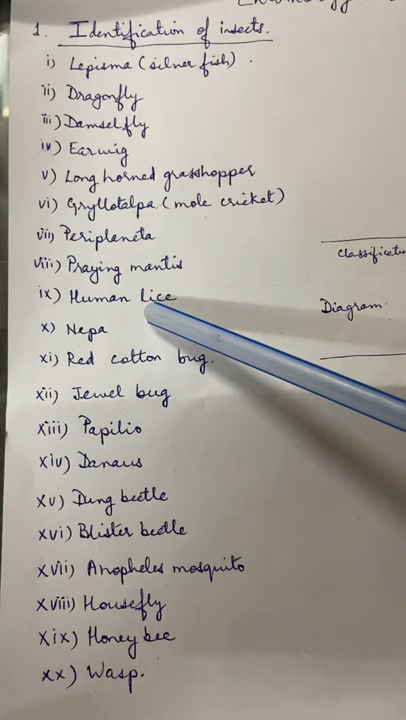 1. Identification of insects.
i) Lepisma (silver fish).
ii) Dragonfly
iii) Damselfly
iv) Earwig
v) Long horned grasshopper
vi) Gryllotalpa (mole cricket)
vii) Periplaneta
viii) Praying mantis
ix) Human lice
x) Nepa
xi) Red cotton bug.
xii) Jewel bug
xiii) Papilio
xiv) Danaus
xv) Dung beetle
xvi) Blister beetle
xvii) Anopheles mosquito
xviii) Housefly
xix) Honey bee
xx) Wasp.
Diagram.